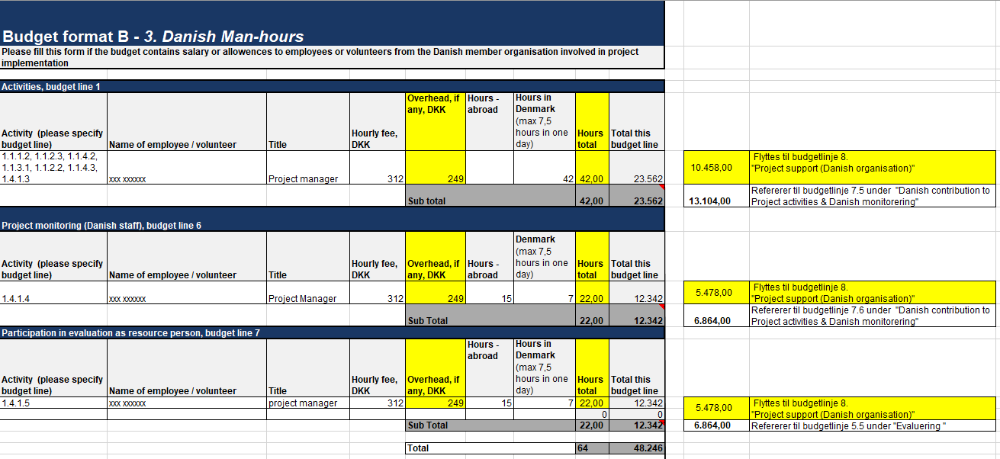 Budget format B - 3. Danish Man-hours
Please fill this form if the budget contains salary or allowences to employees or volunteers from the Danish member organisation involved in project
implementation
Activities, budget line 1
Activity (please specify budget line) Name of employee / volunteer Title Hourly fee, DKK Overhead, if any, DKK Hours - abroad Hours in Denmark (max 7,5 hours in one day) Hours total Total this budget line
1.1.1.2, 1.1.2.3, 1.1.4.2,
1.1.3.1, 1.1.2.2, 1.1.4.3,
1.4.1.3 xxx xxxxxx Project manager 312 249 42 42,00 23.562
10.458,00 Flyttes til budgetlinje 8.
"Project support (Danish organisation)"
Sub total 42,00 23.562
13.104,00 Refererer til budgetlinje 7.5 under "Danish contribution to
Project activities & Danish monitorering"
Project monitoring (Danish staff), budget line 6
Activity (please specify budget line) Name of employee / volunteer Title Hourly fee, DKK Overhead, if any, DKK Hours - abroad Denmark (max 7,5 hours in one day) Hours total Total this budget line
1.4.1.4 xxx xxxxxx Project Manager 312 249 15 7 22,00 12.342
5.478,00 Flyttes til budgetlinje 8.
"Project support (Danish organisation)"
Sub Total 22,00 12.342
6.864,00 Refererer til budgetlinje 7.6 under "Danish contribution to
Project activities & Danish monitorering"
Participation in evaluation as resource person, budget line 7
Activity (please specify budget line) Name of employee / volunteer Title Hourly fee, DKK Overhead, if any, DKK Hours - abroad Hours in Denmark (max 7,5 hours in one day) Hours total Total this budget line
1.4.1.5 xxx xxxxxx project manager 312 249 15 7 22,00 12.342
0 0
5.478,00 Flyttes til budgetlinje 8.
"Project support (Danish organisation)"
Sub Total 22,00 12.342
6.864,00 Refererer til budgetlinje 5.5 under "Evaluering "
Total 64 48.246